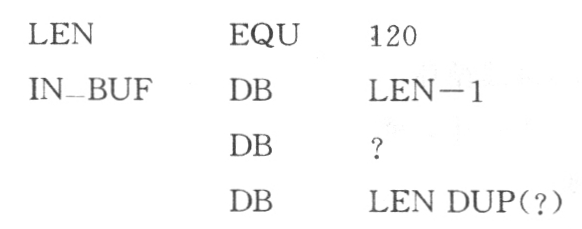 LEN EQU 120
IN_BUF DB LEN-1
DB ?
DB LEN DUP(?)